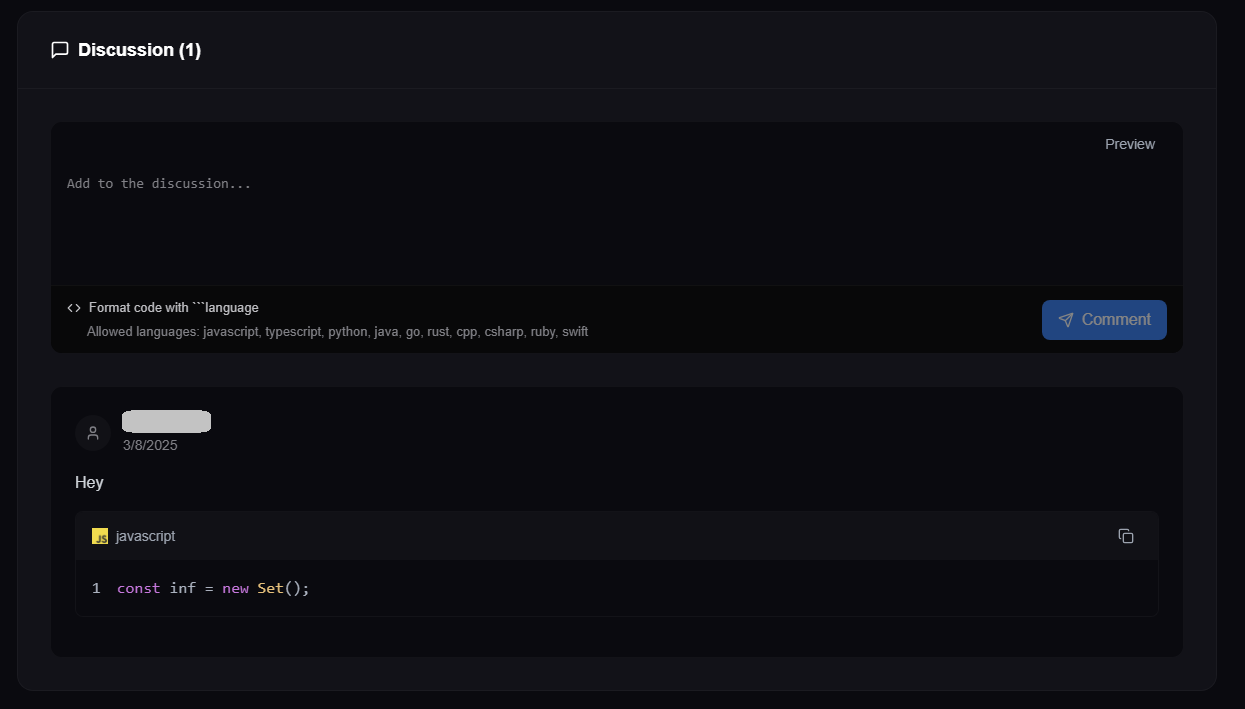 Discussion (1)
Preview
Add to the discussion...
Format code with ```language
Allowed languages: javascript, typescript, python, java, go, rust, cpp, csharp, ruby, swift
Comment
3/8/2025
Hey
JS javascript
1 const inf = new Set();